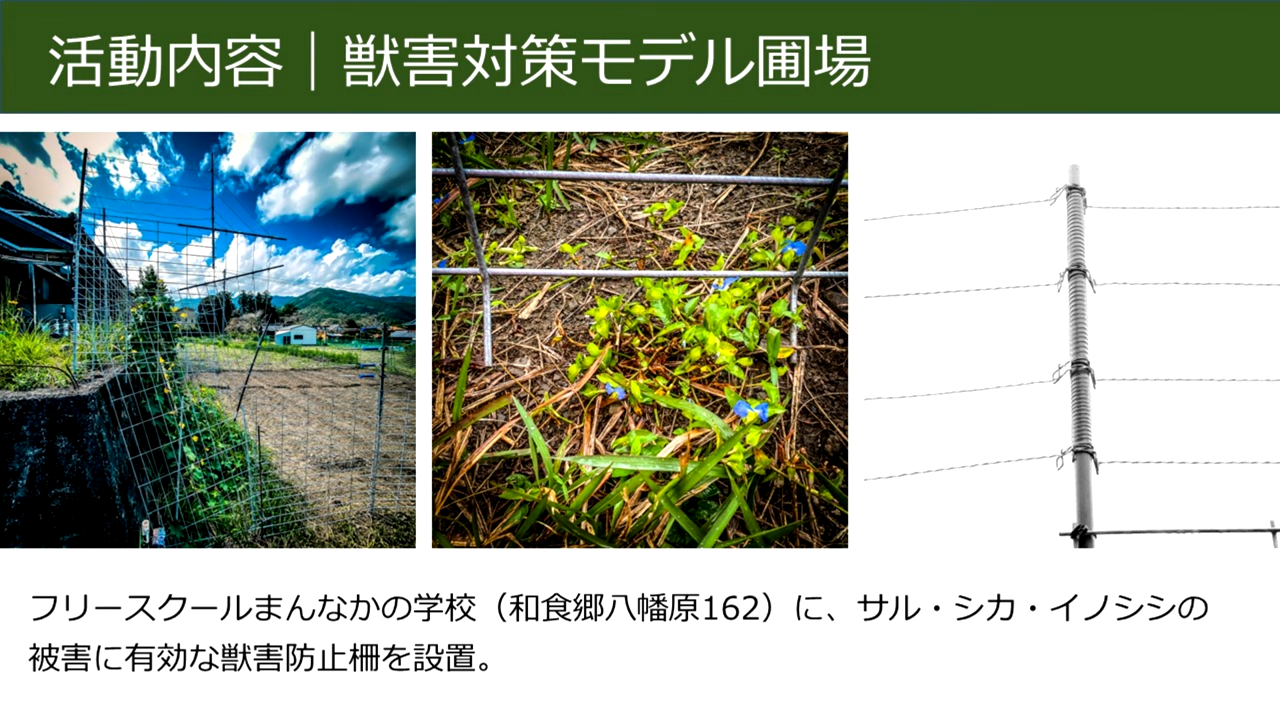 活動内容｜獣害対策モデル圃場
フリースクールまんなかの学校（和食郷八幡原162）に、サル・シカ・イノシシの
被害に有効な獣害防止柵を設置。